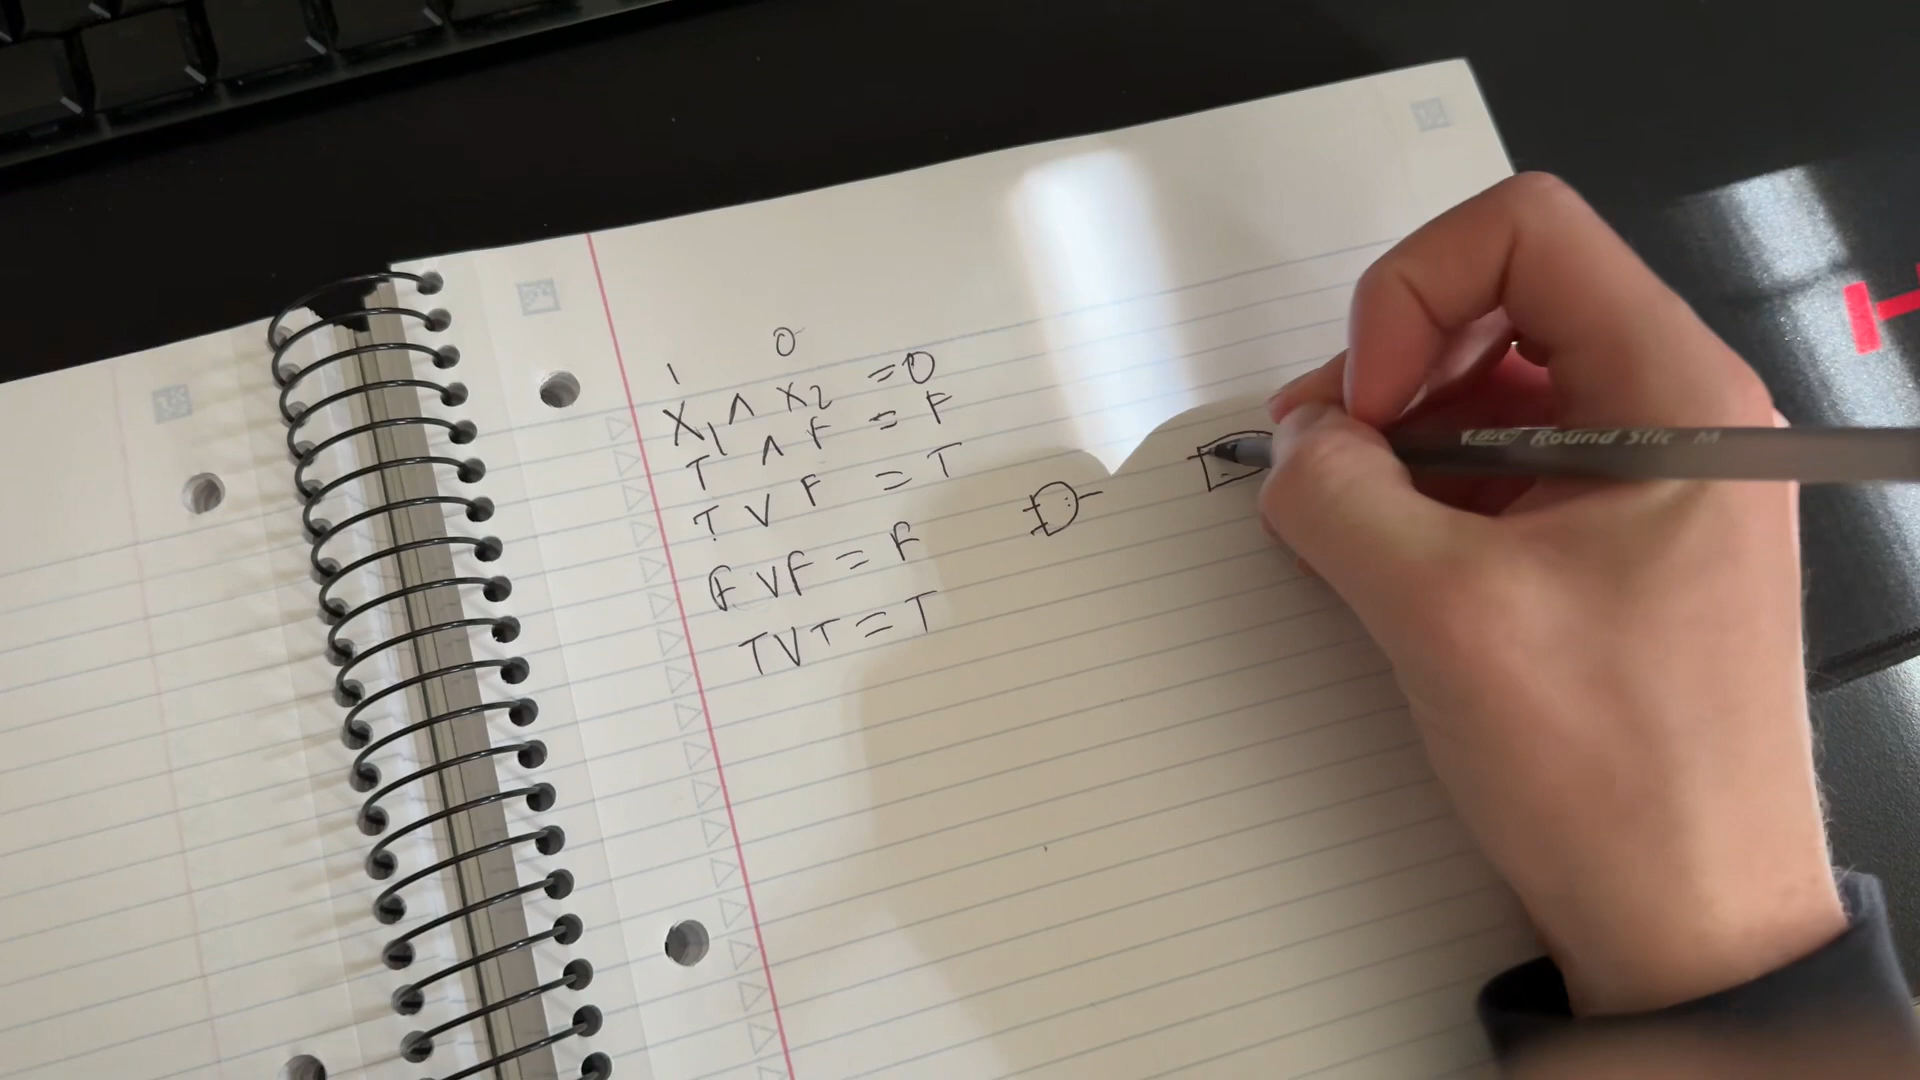 1 0
X₁ ∧ X₂ = 0
T ∧ F = F
T ∨ F = T
F ∨ F = F
T ∨ T = T
BIC Round Stic M